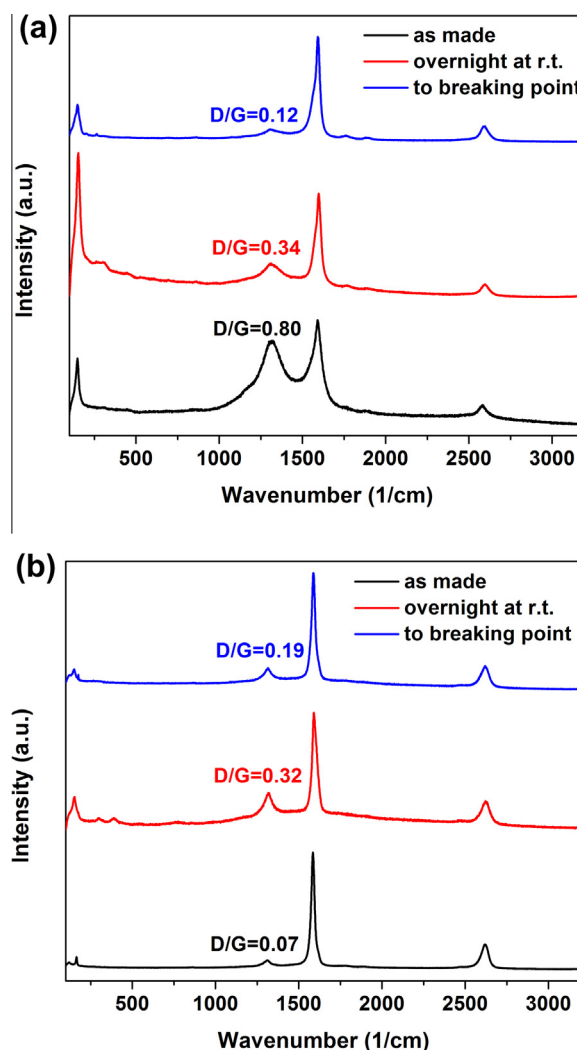 (a)
as made
overnight at r.t.
to breaking point
D/G=0.12
D/G=0.34
D/G=0.80
Intensity (a.u.)
500 1000 1500 2000 2500 3000
Wavenumber (1/cm)
(b)
as made
overnight at r.t.
to breaking point
D/G=0.19
D/G=0.32
D/G=0.07
Intensity (a.u.)
500 1000 1500 2000 2500 3000
Wavenumber (1/cm)